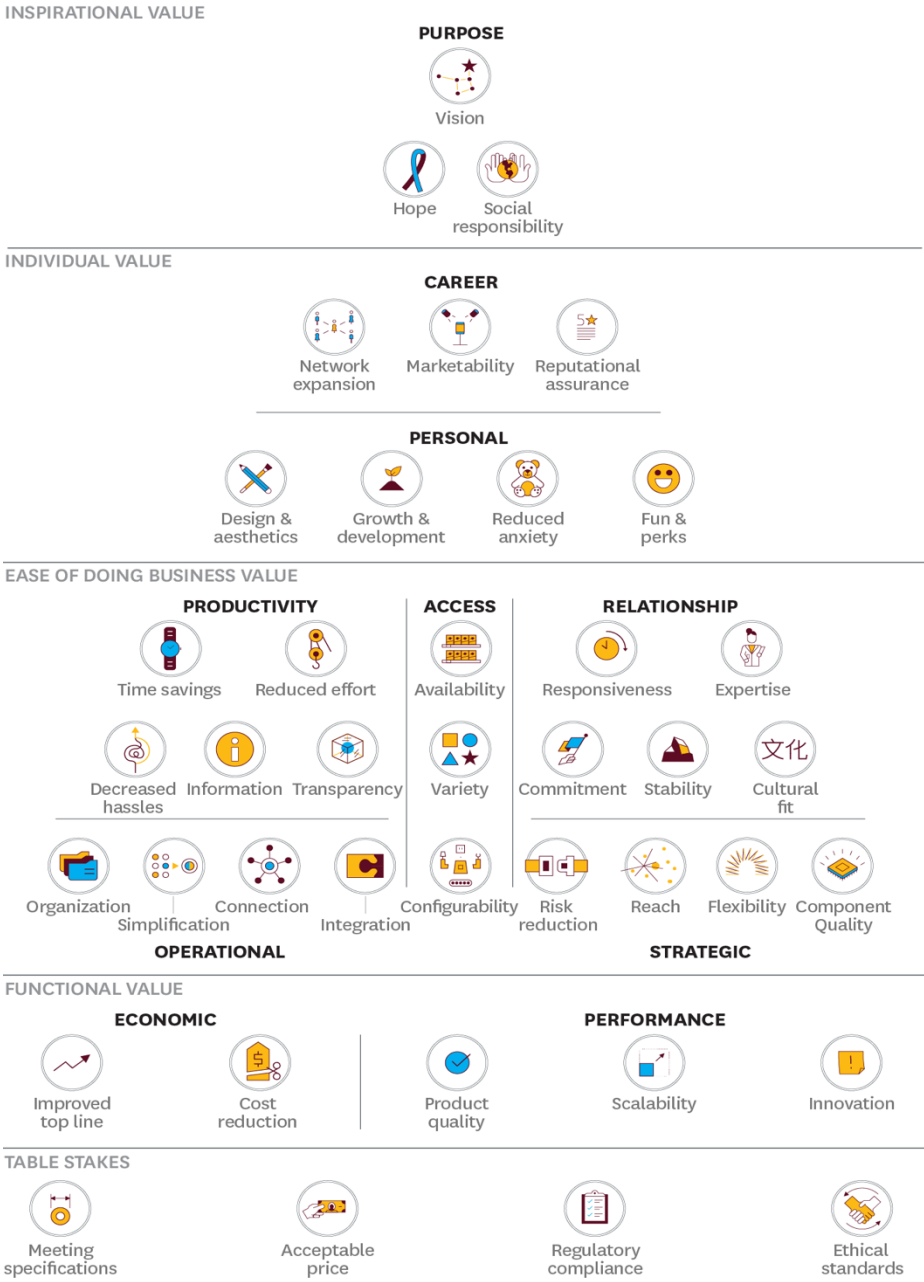 INSPIRATIONAL VALUE
PURPOSE
Vision
Hope
Social
responsibility
INDIVIDUAL VALUE
CAREER
Network
expansion
Marketability
5
Reputational
assurance
PERSONAL
Design &
aesthetics
Growth &
development
Reduced
anxiety
Fun &
perks
EASE OF DOING BUSINESS VALUE
PRODUCTIVITY
ACCESS
RELATIONSHIP
Time savings
Reduced effort
Availability
Responsiveness
Expertise
Decreased
hassles
Information
Transparency
Variety
Commitment
Stability
文化
Cultural
fit
Organization
Simplification
Connection
Integration
Configurability
Risk
reduction
Reach
Flexibility
Component
Quality
OPERATIONAL
STRATEGIC
FUNCTIONAL VALUE
ECONOMIC
PERFORMANCE
Improved
top line
$
Cost
reduction
Product
quality
Scalability
!
Innovation
TABLE STAKES
Meeting
specifications
Acceptable
price
Regulatory
compliance
Ethical
standards